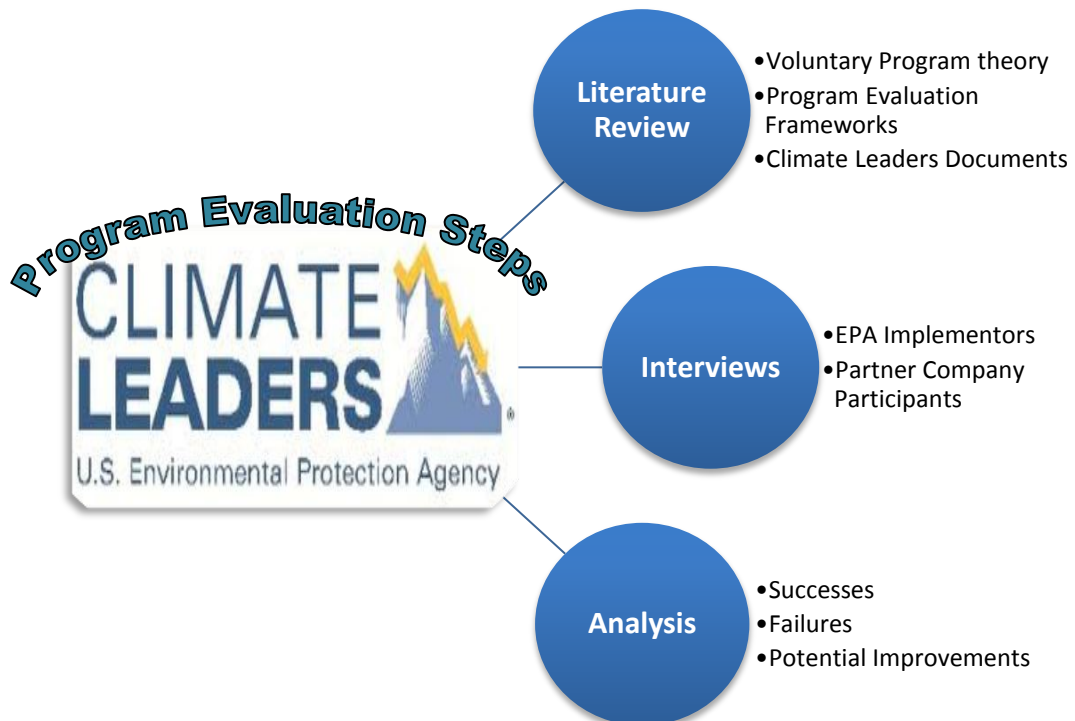 Program Evaluation Steps
CLIMATE
LEADERS®
U.S. Environmental Protection Agency
Literature
Review
•Voluntary Program theory
•Program Evaluation
Frameworks
•Climate Leaders Documents
Interviews
•EPA Implementors
•Partner Company
Participants
Analysis
•Successes
•Failures
•Potential Improvements